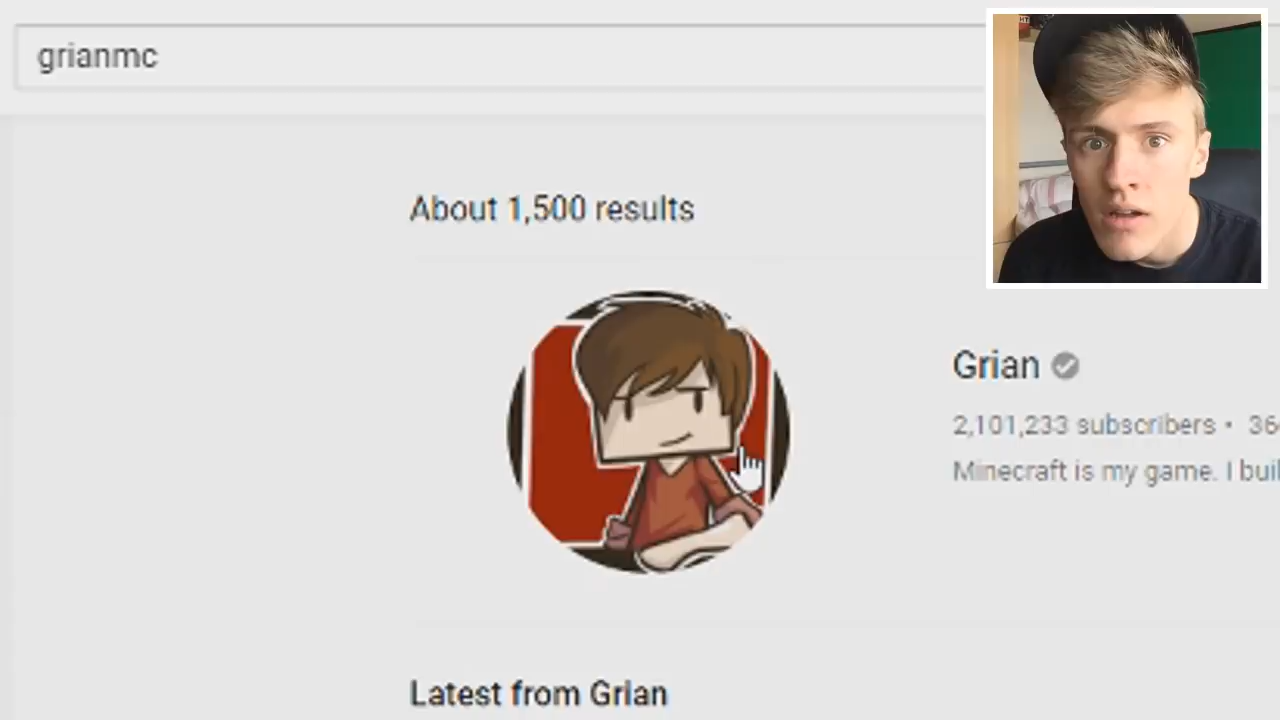 grianmc
About 1,500 results
Grian
2,101,233 subscribers •
Minecraft is my game. I
Latest from Grian